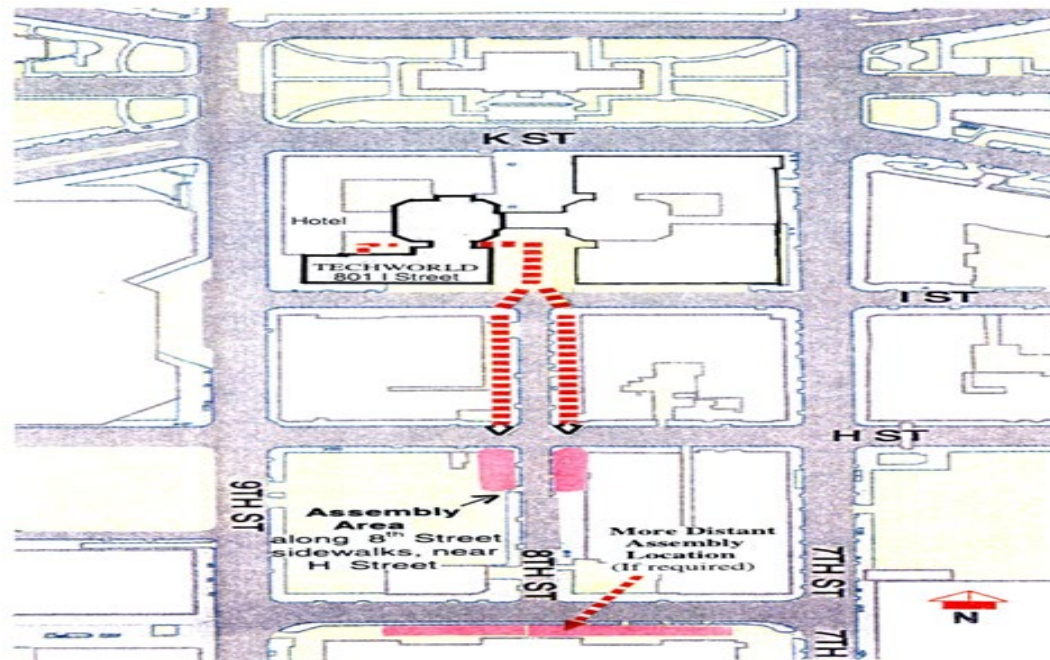 K ST
Hotel
TECHWORLD
801 I Street
I ST
H ST
9TH ST
Assembly
Area
along 8th Street
sidewalks, near
H Street
8TH ST
More Distant
Assembly
Location
(If required)
7TH ST
N
7TH